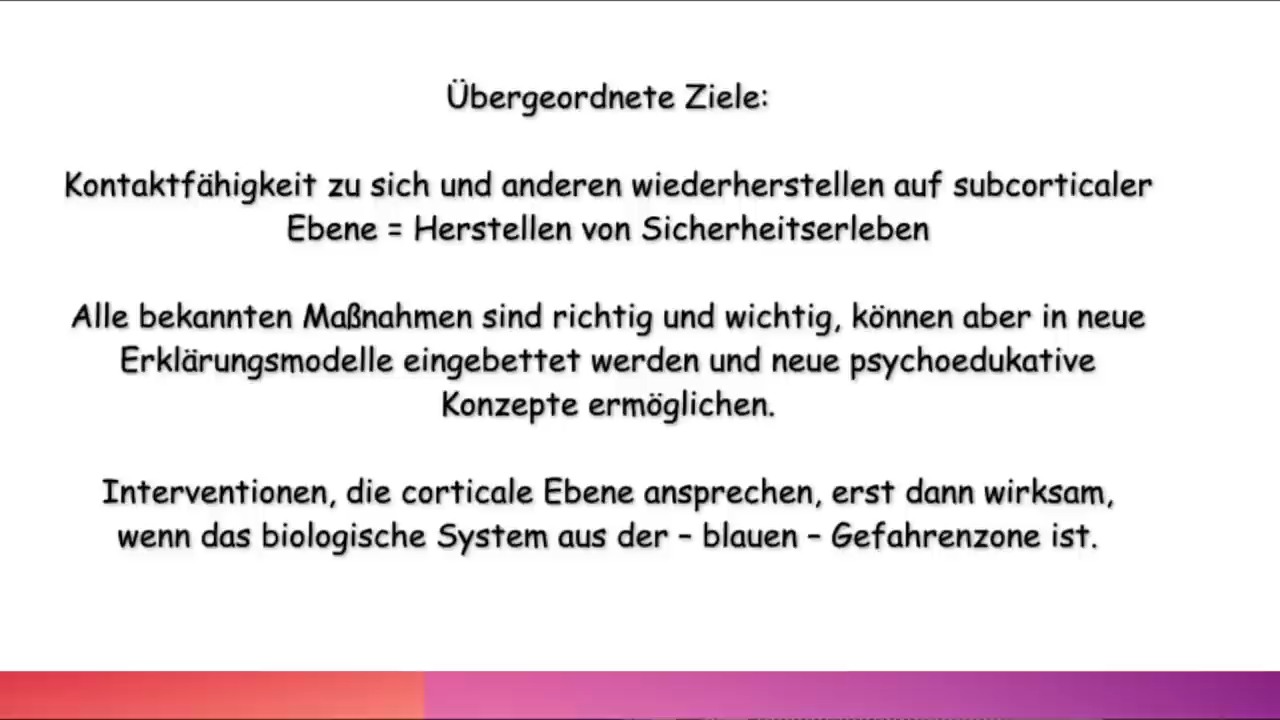 Übergeordnete Ziele:
Kontaktfähigkeit zu sich und anderen wiederherstellen auf subcorticaler
Ebene = Herstellen von Sicherheitserleben
Alle bekannten Maßnahmen sind richtig und wichtig, können aber in neue
Erklärungsmodelle eingebettet werden und neue psychoedukative
Konzepte ermöglichen.
Interventionen, die corticale Ebene ansprechen, erst dann wirksam,
wenn das biologische System aus der – blauen – Gefahrenzone ist.